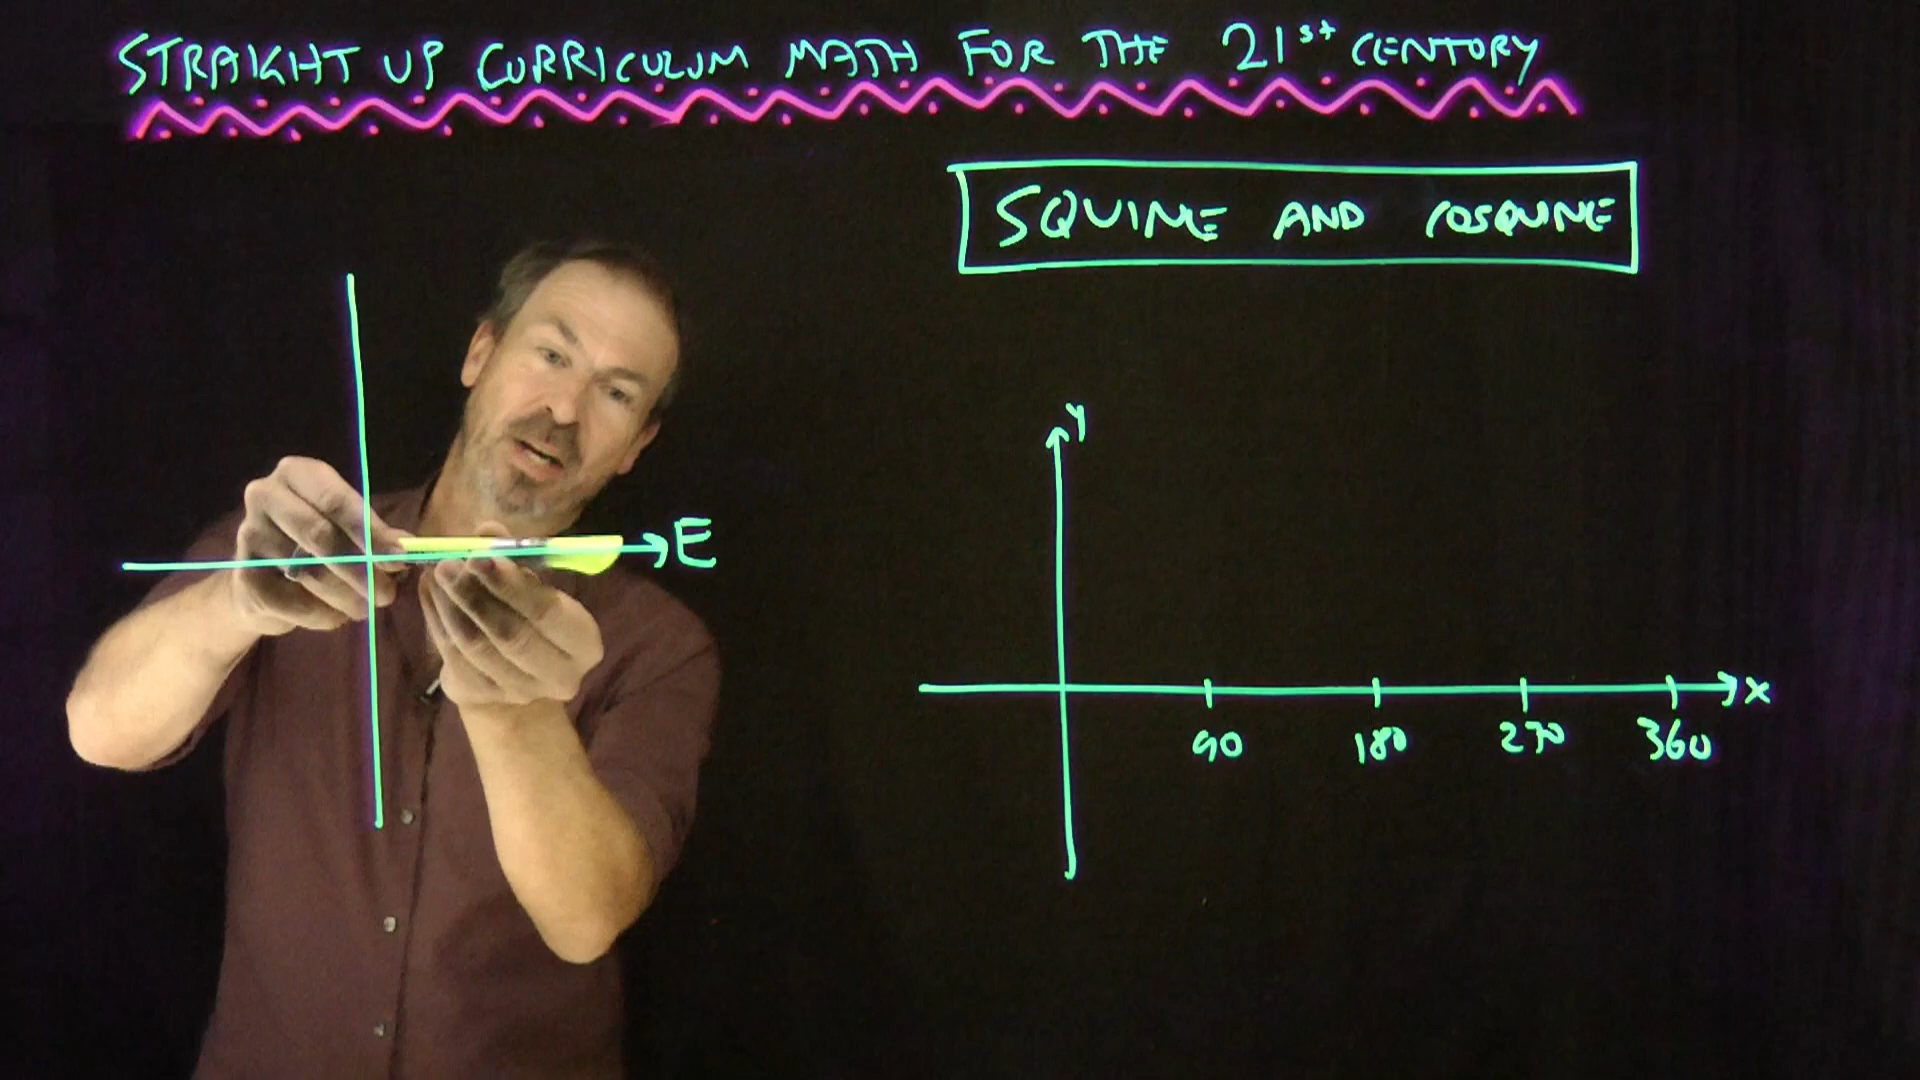 STRAIGHT UP CURRICULUM MATH FOR THE 21st CENTURY
SQUINE AND COSQUINE
Y
E
X
90 180 270 360